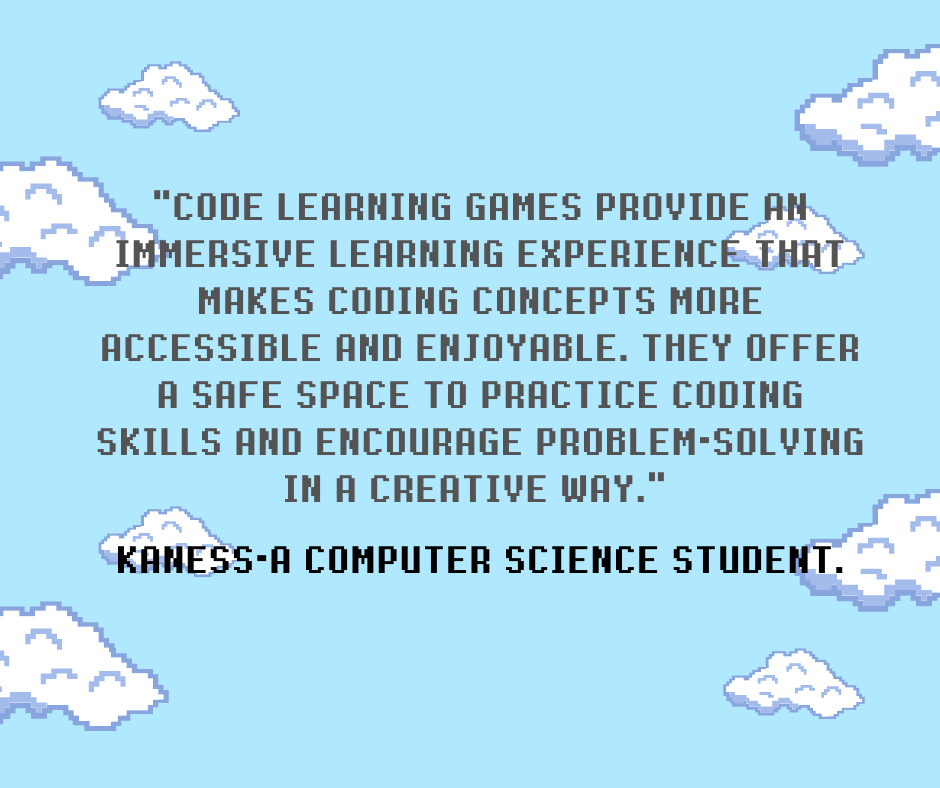 "CODE LEARNING GAMES PROVIDE AN
IMMERSIVE LEARNING EXPERIENCE THAT
MAKES CODING CONCEPTS MORE
ACCESSIBLE AND ENJOYABLE. THEY OFFER
A SAFE SPACE TO PRACTICE CODING
SKILLS AND ENCOURAGE PROBLEM-SOLVING
IN A CREATIVE WAY."
KANESS-A COMPUTER SCIENCE STUDENT.